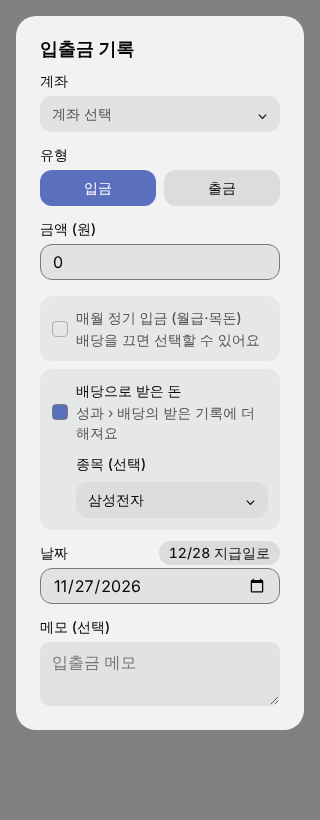 입출금 기록
계좌
계좌 선택
유형
입금 출금
금액 (원)
0
매월 정기 입금 (월급·목돈)
배당을 끄면 선택할 수 있어요
배당으로 받은 돈
성과 › 배당의 받은 기록에 더
해져요
종목 (선택)
삼성전자
날짜 12/28 지급일로
11/27/2026
메모 (선택)
입출금 메모